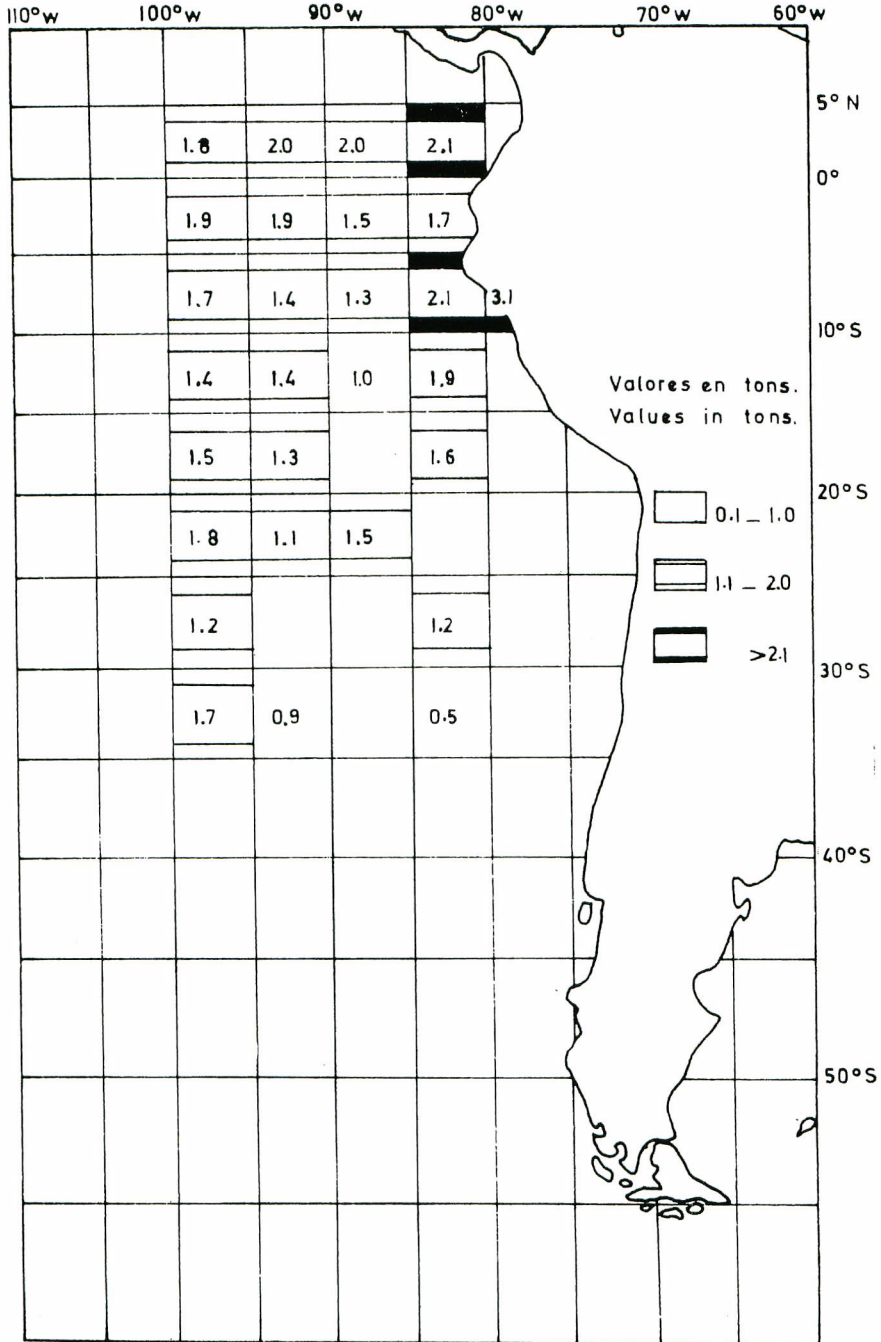 110°W 100°W 90°W 80°W 70°W 60°W
5° N
1.8 2.0 2.0 2.1
0°
1.9 1.9 1.5 1.7
1.7 1.4 1.3 2.1 3.1
10°S
1.4 1.4 1.0 1.9
Valores en tons.
Values in tons.
1.5 1.3 1.6
20°S
0.1 _ 1.0
1.8 1.1 1.5
1.1 _ 2.0
1.2 1.2
>2.1
30°S
1.7 0.9 0.5
40°S
50°S